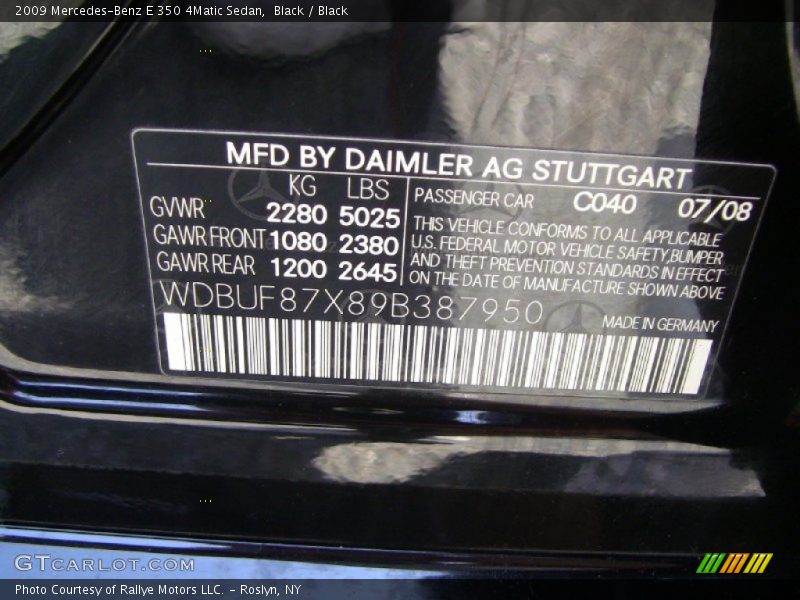 2009 Mercedes-Benz E 350 4Matic Sedan, Black / Black
MFD BY DAIMLER AG STUTTGART
KG LBS
GVWR 2280 5025
GAWR FRONT 1080 2380
GAWR REAR 1200 2645
PASSENGER CAR C040 07/08
THIS VEHICLE CONFORMS TO ALL APPLICABLE
U.S. FEDERAL MOTOR VEHICLE SAFETY,BUMPER
AND THEFT PREVENTION STANDARDS IN EFFECT
ON THE DATE OF MANUFACTURE SHOWN ABOVE
WDBUF87X89B387950
MADE IN GERMANY
GTCARLOT.COM
Photo Courtesy of Rallye Motors LLC. - Roslyn, NY